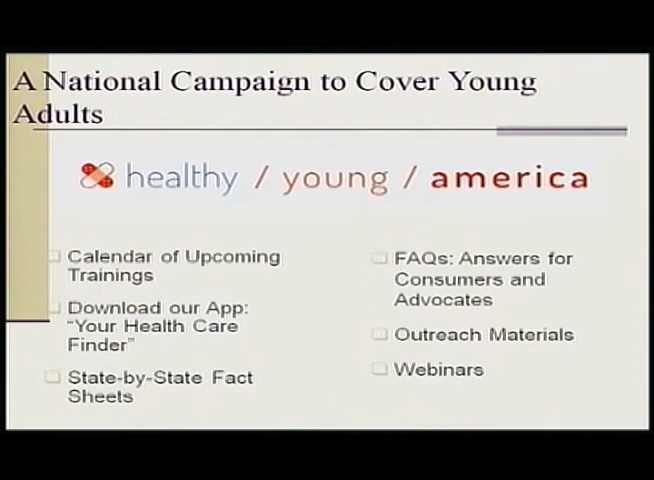 A National Campaign to Cover Young
Adults
healthy / young / america
Calendar of Upcoming
Trainings
Download our App:
“Your Health Care
Finder”
State-by-State Fact
Sheets
FAQs: Answers for
Consumers and
Advocates
Outreach Materials
Webinars